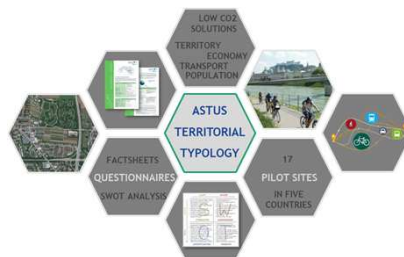 LOW CO2
SOLUTIONS
TERRITORY
ECONOMY
TRANSPORT
POPULATION
ASTUS
TERRITORIAL
TYPOLOGY
FACTSHEETS
QUESTIONNAIRES
SWOT ANALYSIS
17
PILOT SITES
IN FIVE
COUNTRIES
S
W
O
T